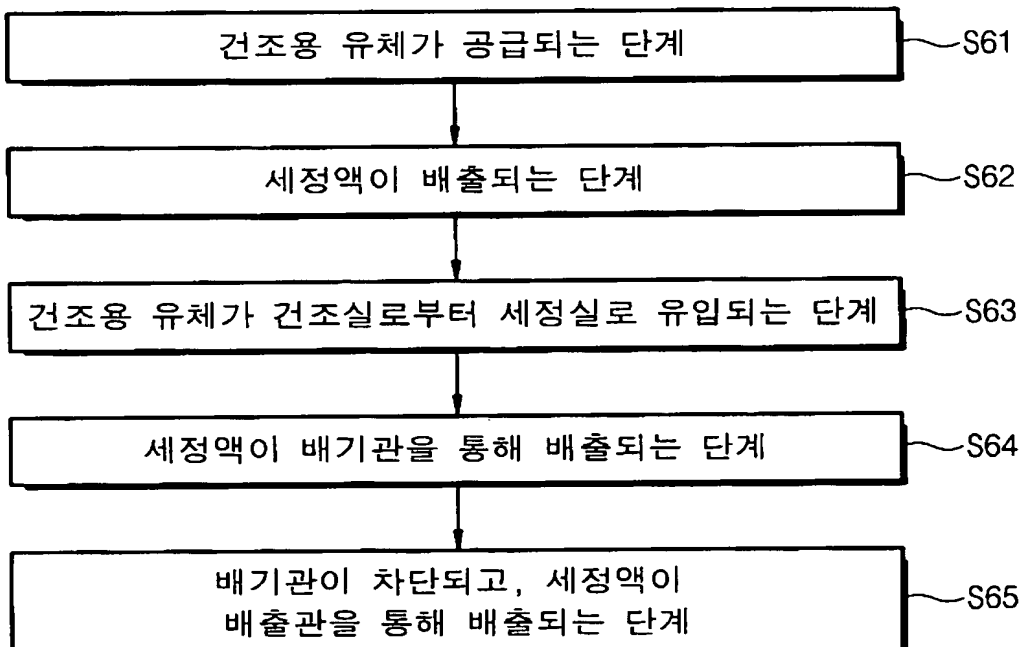 건조용 유체가 공급되는 단계 S61
세정액이 배출되는 단계 S62
건조용 유체가 건조실로부터 세정실로 유입되는 단계 S63
세정액이 배기관을 통해 배출되는 단계 S64
배기관이 차단되고, 세정액이
배출관을 통해 배출되는 단계 S65